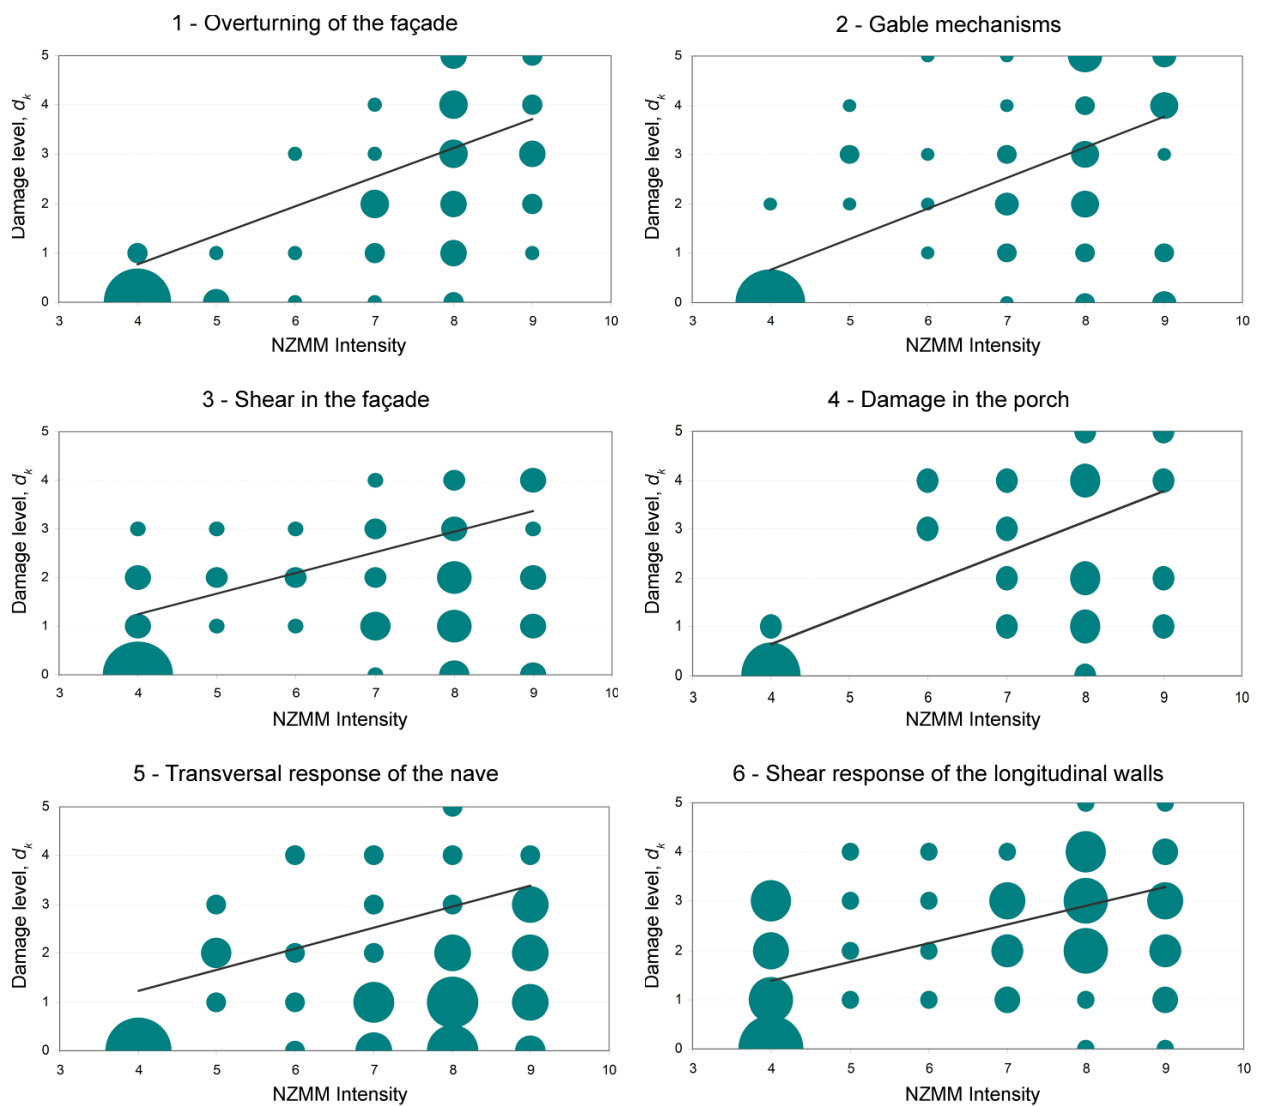 1 - Overturning of the façade
Damage level, dk
5
4
3
2
1
0
3 4 5 6 7 8 9 10
NZMM Intensity
2 - Gable mechanisms
Damage level, dk
5
4
3
2
1
0
3 4 5 6 7 8 9 10
NZMM Intensity
3 - Shear in the façade
Damage level, dk
5
4
3
2
1
0
3 4 5 6 7 8 9 10
NZMM Intensity
4 - Damage in the porch
Damage level, dk
5
4
3
2
1
0
3 4 5 6 7 8 9 10
NZMM Intensity
5 - Transversal response of the nave
Damage level, dk
5
4
3
2
1
0
3 4 5 6 7 8 9 10
NZMM Intensity
6 - Shear response of the longitudinal walls
Damage level, dk
5
4
3
2
1
0
3 4 5 6 7 8 9 10
NZMM Intensity